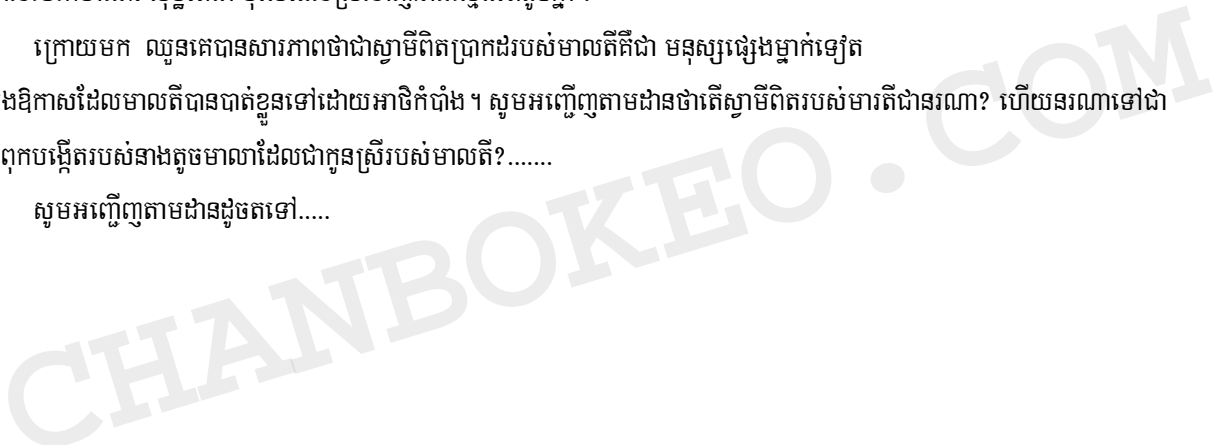 ក្រោយមក ឈួនគេបានសារភាពថាជាស្វាមីពិតប្រាកដរបស់មាលតីគឺជា មនុស្សផ្សេងម្នាក់ទេៀត
ងឱកាសដែលមាលតីបានបាត់ខ្លួនទៅដោយអាថិកំបាំង។ សូមអញ្ជើញតាមដានថាតើស្វាមីពិតរបស់មារតីជានរណា? ហើយនរណាទៅជា
ពុកបង្កើតរបស់នាងតូចមាលាដែលជាកូនស្រីរបស់មាលតី?.......
សូមអញ្ជើញតាមដានដូចតទៅ.....
CHANBOKEO.COM